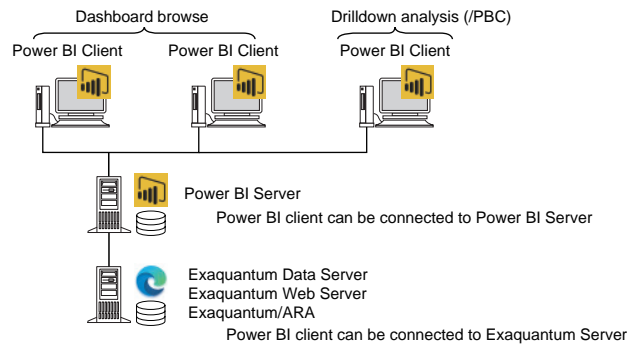 Dashboard browse
Drilldown analysis (/PBC)
Power BI Client
Power BI Client
Power BI Client
Power BI Server
Power BI client can be connected to Power BI Server
Exaquantum Data Server
Exaquantum Web Server
Exaquantum/ARA
Power BI client can be connected to Exaquantum Server